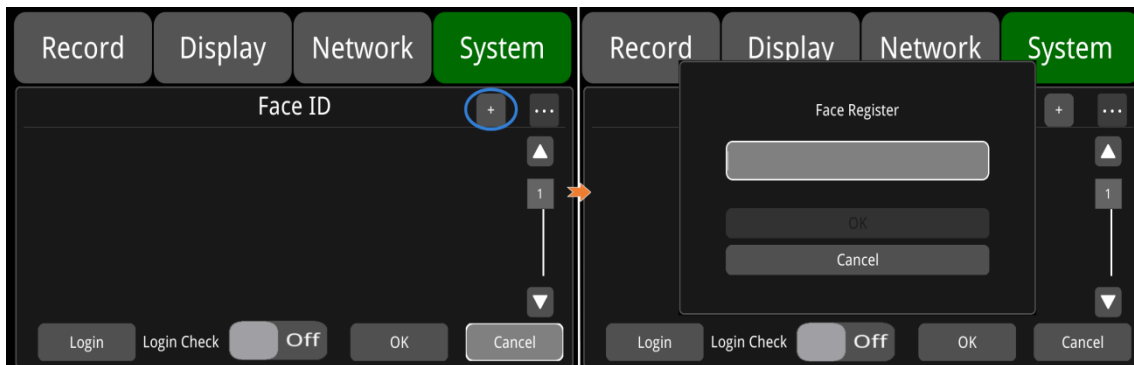 Record Display Network System
Face ID + ...
1
Login Login Check Off OK Cancel
Record Display Network System
Face Register + ...
1
OK
Cancel
Login Login Check Off OK Cancel